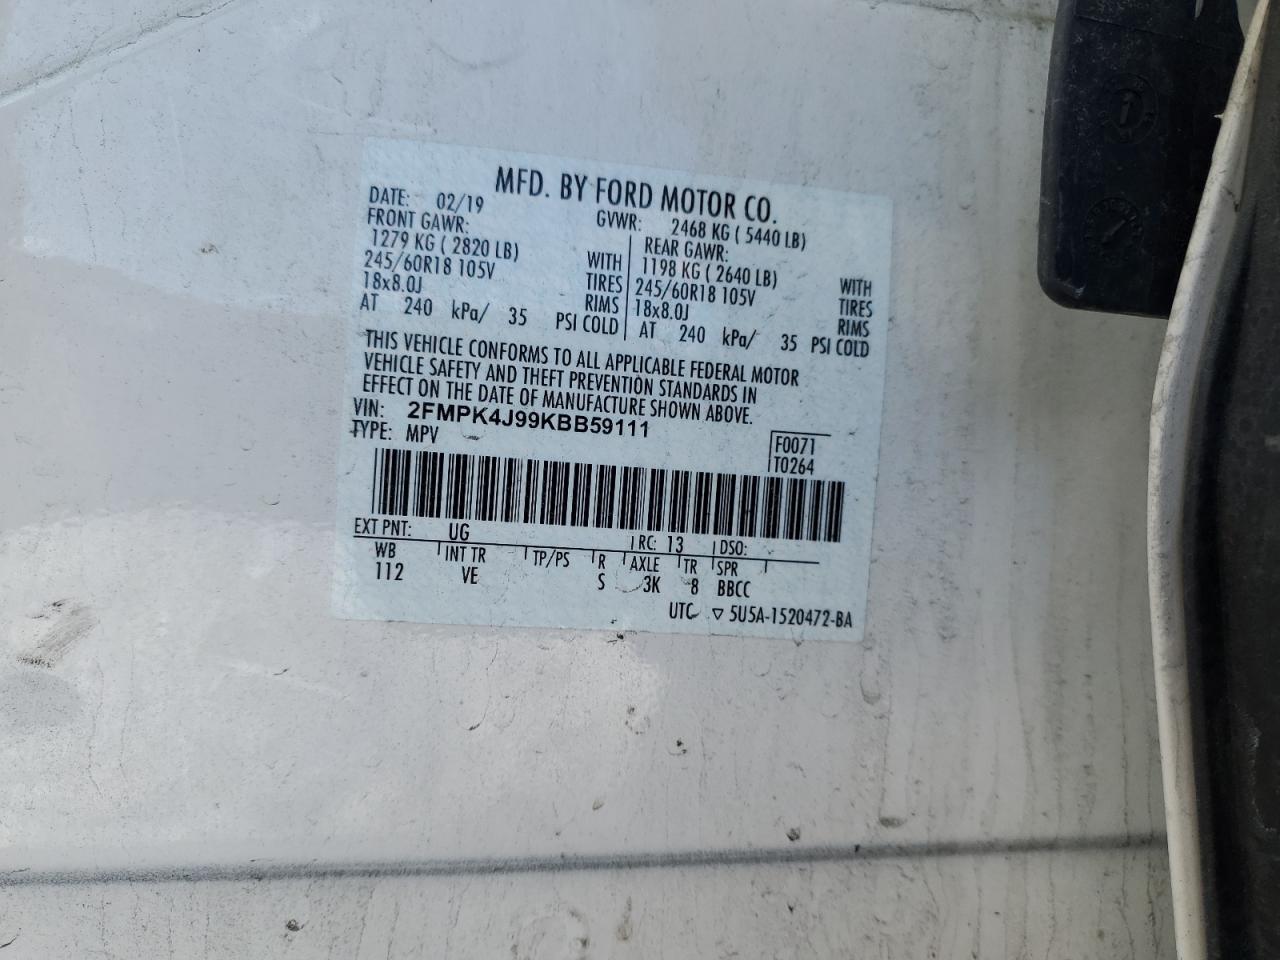 MFD. BY FORD MOTOR CO.
DATE: 02/19 GVWR: 2468 KG ( 5440 LB)
FRONT GAWR: REAR GAWR:
1279 KG ( 2820 LB) WITH 1198 KG ( 2640 LB) WITH
245/60R18 105V TIRES 245/60R18 105V TIRES
18x8.0J RIMS 18x8.0J RIMS
AT 240 kPa/ 35 PSI COLD AT 240 kPa/ 35 PSI COLD
THIS VEHICLE CONFORMS TO ALL APPLICABLE FEDERAL MOTOR
VEHICLE SAFETY AND THEFT PREVENTION STANDARDS IN
EFFECT ON THE DATE OF MANUFACTURE SHOWN ABOVE.
VIN: 2FMPK4J99KBB59111
TYPE: MPV F0071
T0264
EXT PNT: UG RC: 13 DSO:
WB INT TR TP/PS R AXLE TR SPR
112 VE S 3K 8 BBCC
UTC ▽ 5U5A-1520472-BA